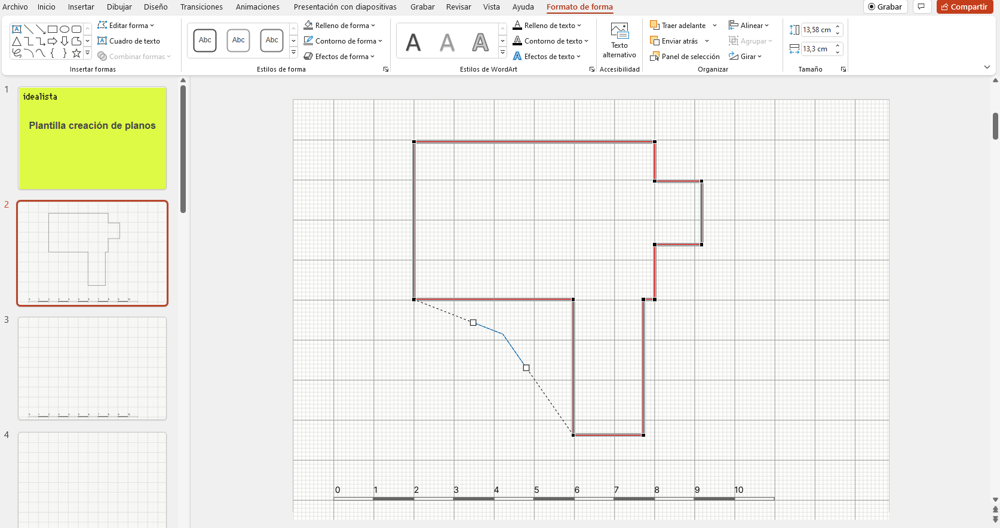 Archivo Inicio Insertar Dibujar Diseño Transiciones Animaciones Presentación con diapositivas Grabar Revisar Vista Ayuda Formato de forma Grabar Compartir
Editar forma
Cuadro de texto
Combinar formas
Insertar formas
Abc Abc Abc
Relleno de forma
Contorno de forma
Efectos de forma
Estilos de forma
A A A
Relleno de texto
Contorno de texto
Efectos de texto
Estilos de WordArt
Texto
alternativo
Accesibilidad
Traer adelante
Enviar atrás
Panel de selección
Alinear
Agrupar
Girar
Organizar
13,58 cm
13,3 cm
Tamaño
1
idealista
Plantilla creación de planos
2
3
4
0 1 2 3 4 5 6 7 8 9 10